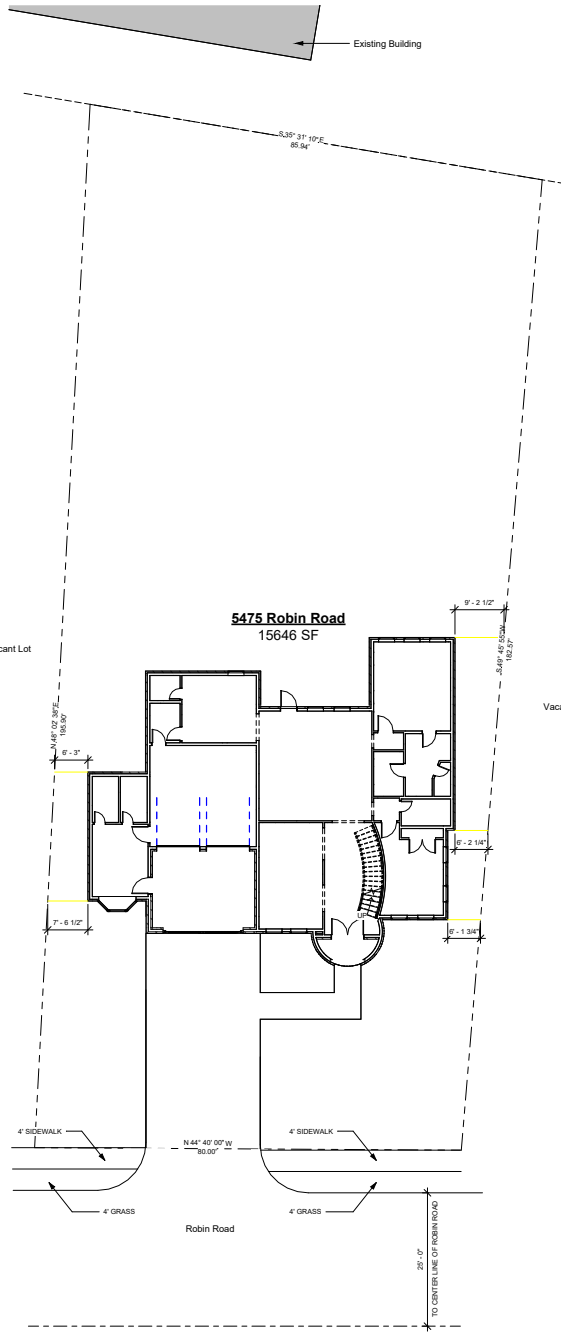 Existing Building
S 35° 31' 10" E
85.94'
5475 Robin Road
15646 SF
9' - 2 1/2"
S 49° 45' 55" W
182.57'
cant Lot
Vaca
N 48° 02' 38" E
195.90'
6' - 3"
6' - 2 1/4"
7' - 6 1/2"
UP
6' - 1 3/4"
4' SIDEWALK
N 44° 40' 00" W
80.00'
4' SIDEWALK
4' GRASS
4' GRASS
Robin Road
25' - 0"
TO CENTER LINE OF ROBIN ROAD